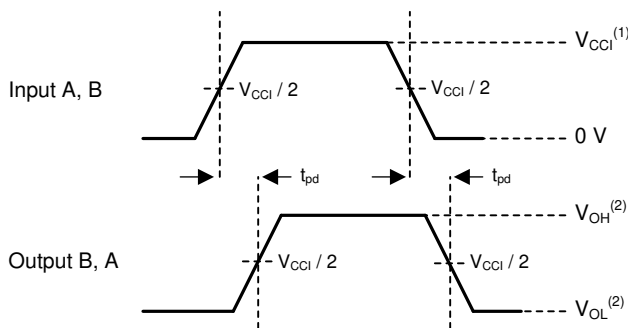 V_CCI^(1)
Input A, B
V_CCI / 2
V_CCI / 2
0 V
t_pd
t_pd
V_OH^(2)
Output B, A
V_CCI / 2
V_CCI / 2
V_OL^(2)